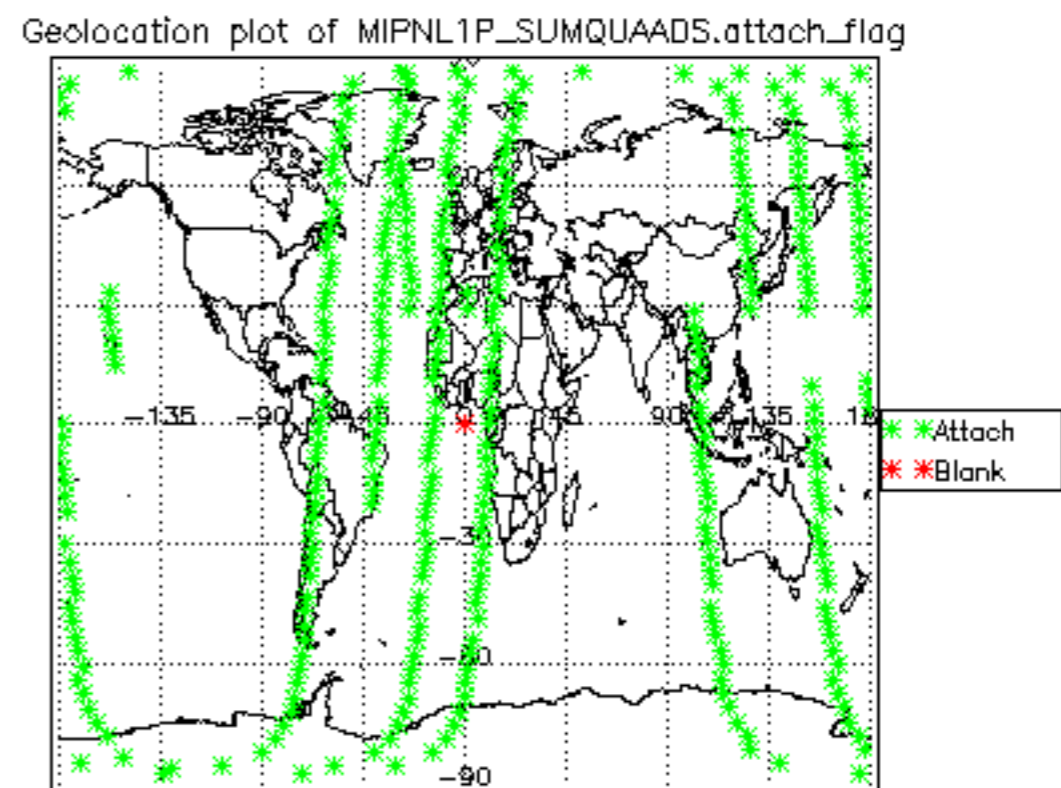 Geolocation plot of MIPNL1P_SUMQUAADS.attach_flag
-135 -90 45 45 90 135
Attach
Blank
-90